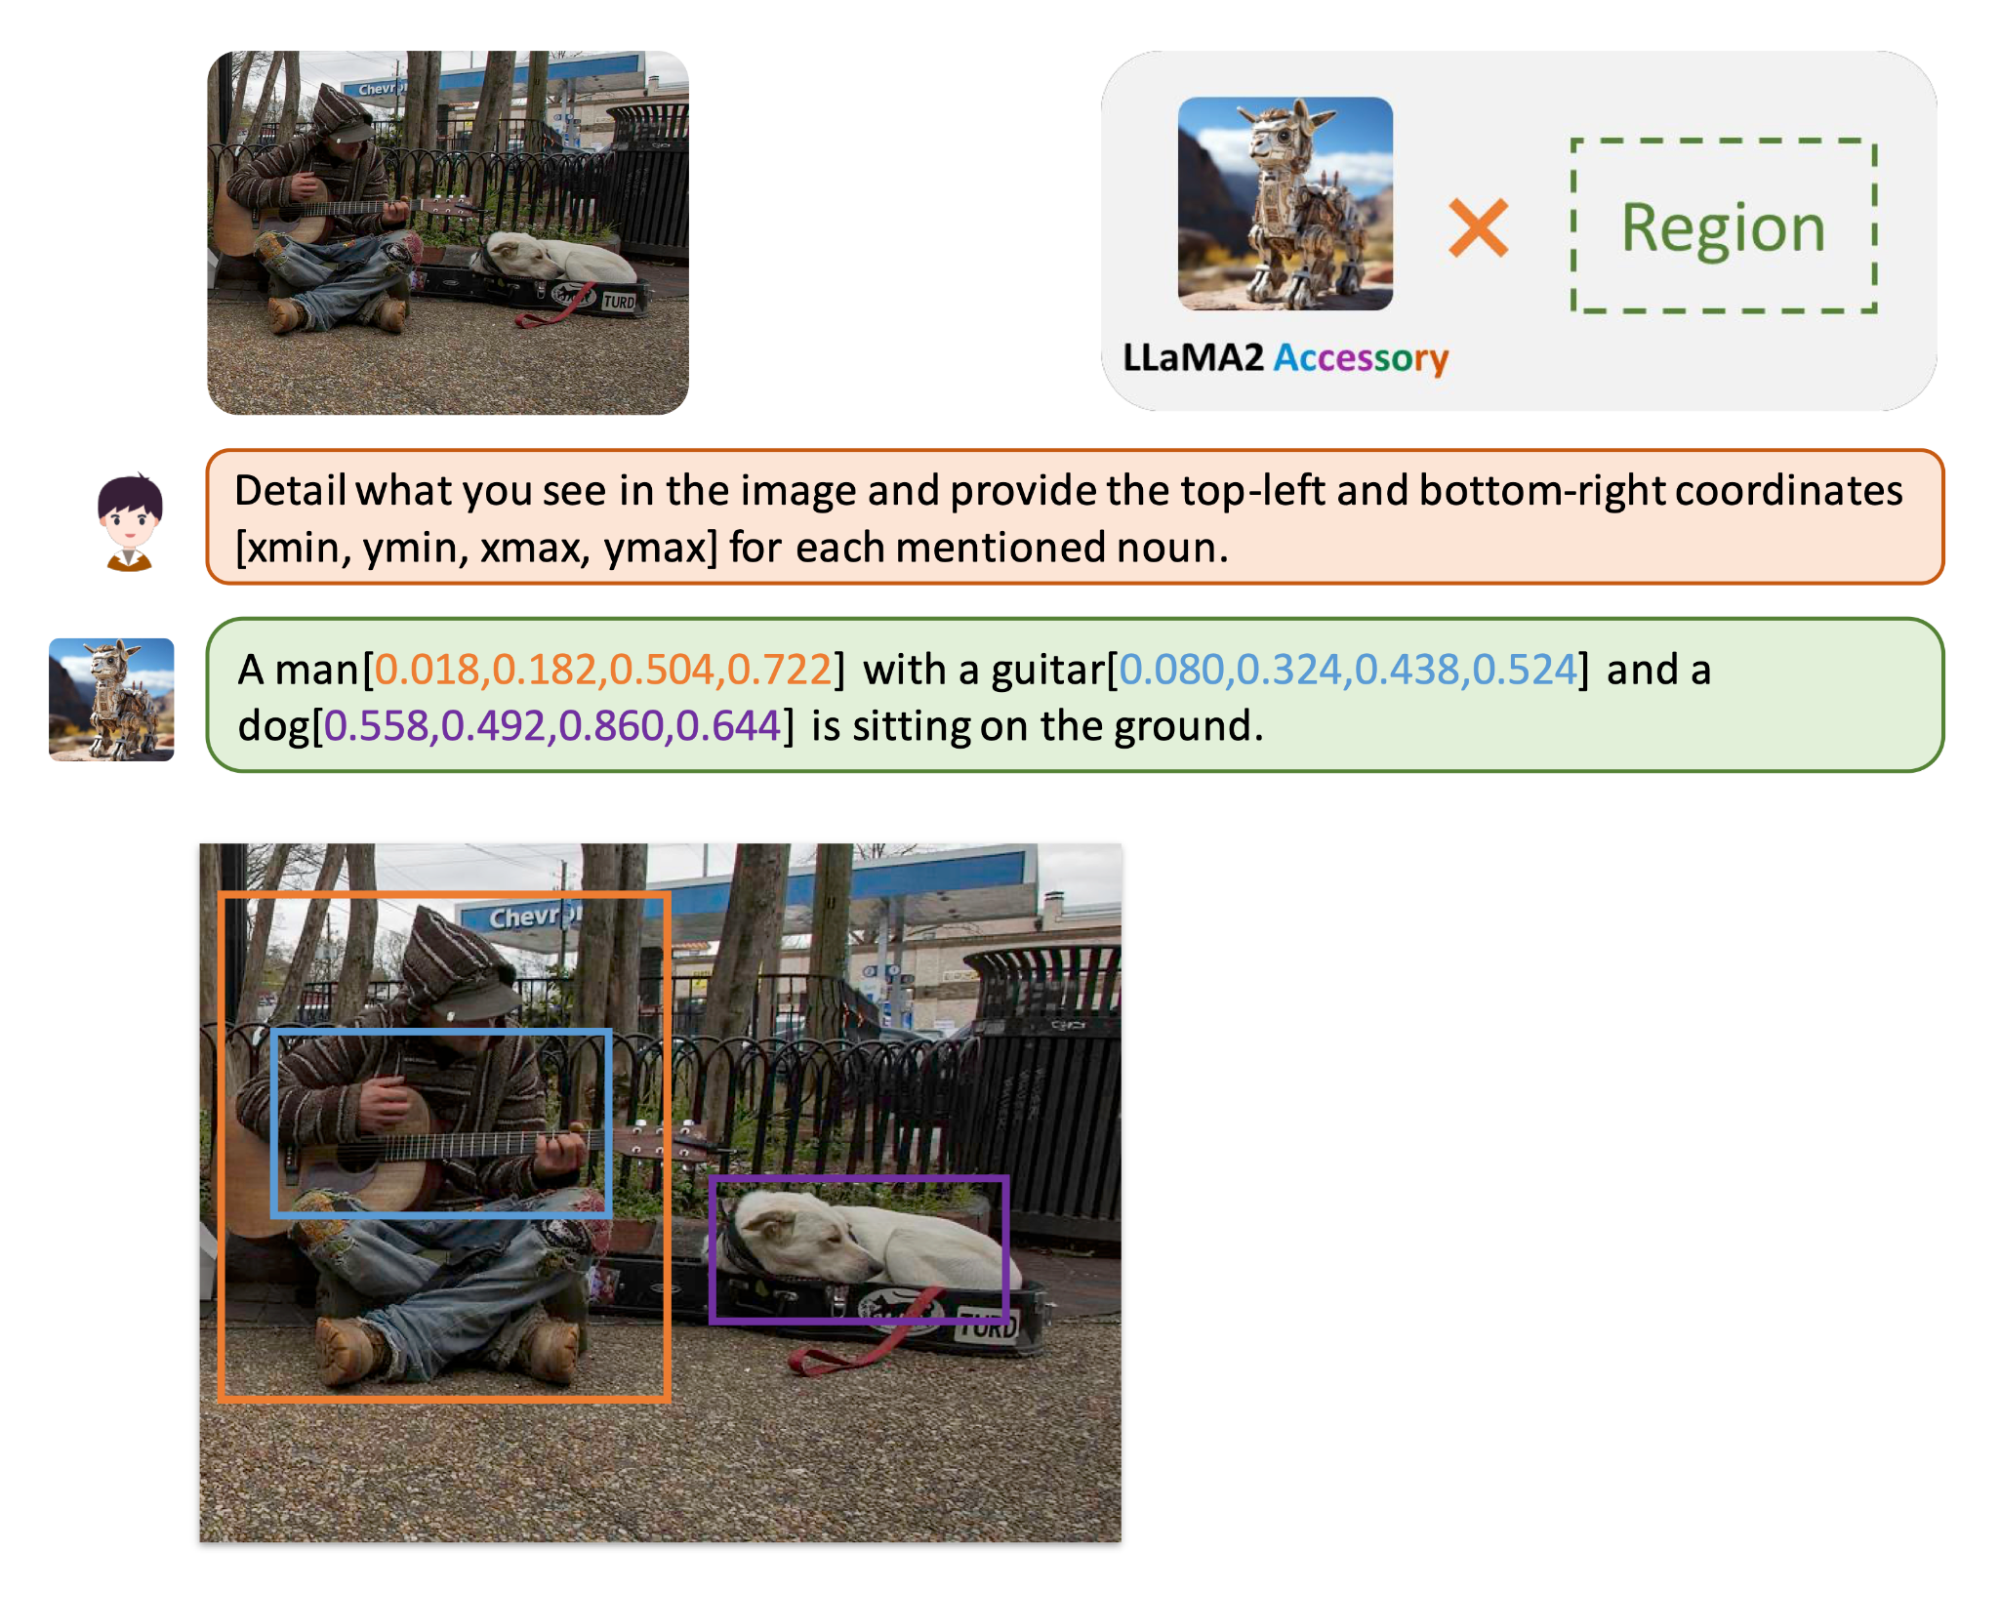 Chevr
TURD
Region
LLaMA2 Accessory
Detail what you see in the image and provide the top-left and bottom-right coordinates
[xmin, ymin, xmax, ymax] for each mentioned noun.
A man[0.018,0.182,0.504,0.722] with a guitar[0.080,0.324,0.438,0.524] and a
dog[0.558,0.492,0.860,0.644] is sitting on the ground.
Chevr
TURD